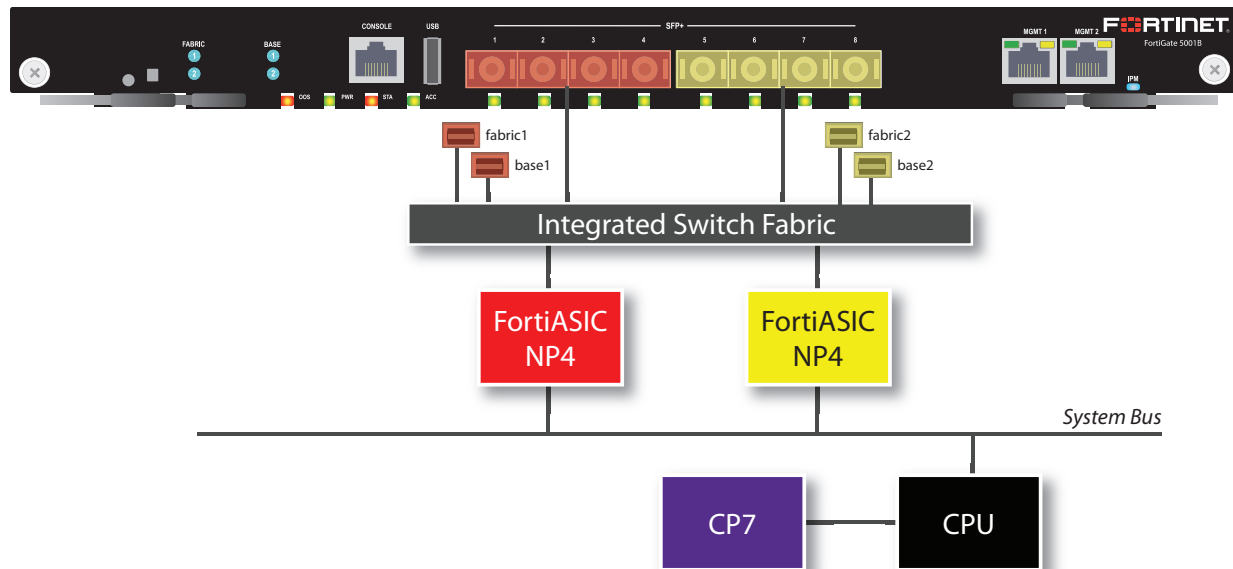 FORTINET
FortiGate 5001B
CONSOLE
USB
SFP+
MGMT 1
MGMT 2
FABRIC
BASE
1
2
1
2
1
2
3
4
5
6
7
8
IPM
OOS
PWR
STA
ACC
fabric1
base1
fabric2
base2
Integrated Switch Fabric
FortiASIC
NP4
FortiASIC
NP4
System Bus
CP7
CPU